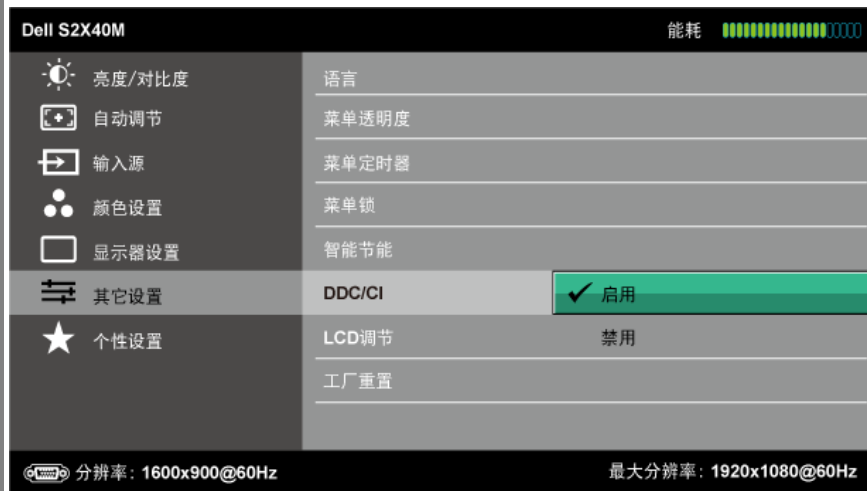 Dell S2X40M 能耗
亮度/对比度 语言
自动调节 菜单透明度
输入源 菜单定时器
颜色设置 菜单锁
显示器设置 智能节能
其它设置 DDC/CI 启用
个性设置 LCD调节 禁用
工厂重置
分辨率: 1600x900@60Hz 最大分辨率: 1920x1080@60Hz